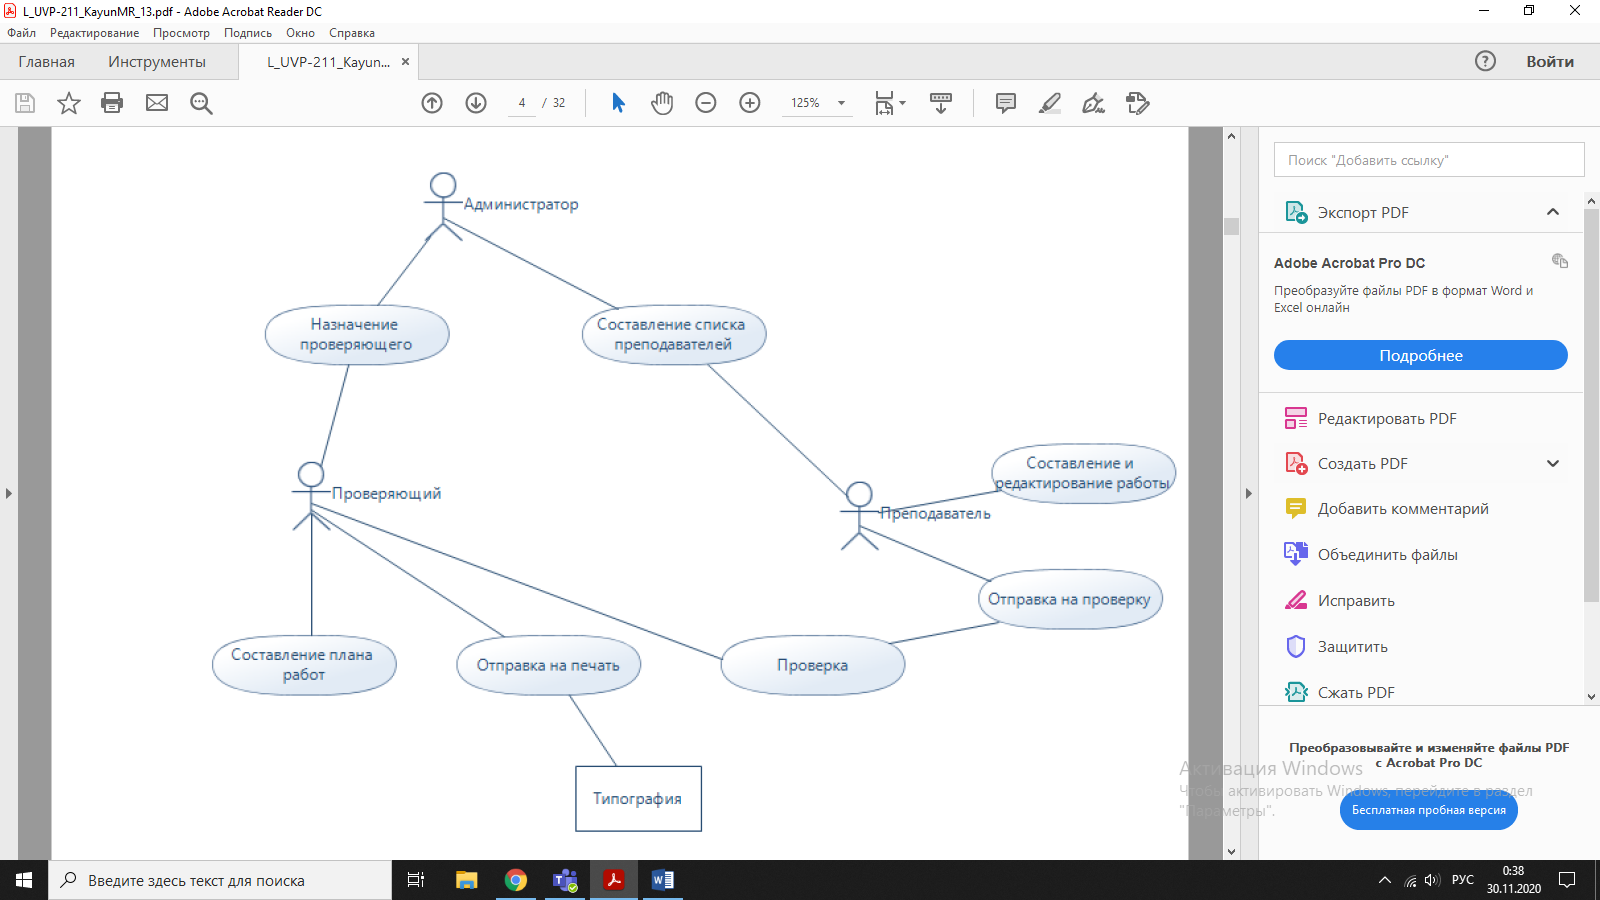 L_UVP-211_KayunMR_13.pdf - Adobe Acrobat Reader DC
Файл Редактирование Просмотр Подпись Окно Справка
Главная Инструменты L_UVP-211_Kayun... × Войти
4 / 32 125%
Администратор
Назначение
проверяющего
Составление списка
преподавателей
Проверяющий
Преподаватель
Составление и
редактирование работы
Отправка на проверку
Составление плана
работ
Отправка на печать
Проверка
Типография
Поиск "Добавить ссылку"
Экспорт PDF
Adobe Acrobat Pro DC
Преобразуйте файлы PDF в формат Word и
Excel онлайн
Подробнее
Редактировать PDF
Создать PDF
Добавить комментарий
Объединить файлы
Исправить
Защитить
Сжать PDF
Преобразовывайте и изменяйте файлы PDF
с Acrobat Pro DC
Бесплатная пробная версия
Активация Windows
Чтобы активировать Windows, перейдите в раздел
"Параметры".
Введите здесь текст для поиска
РУС
0:38
30.11.2020